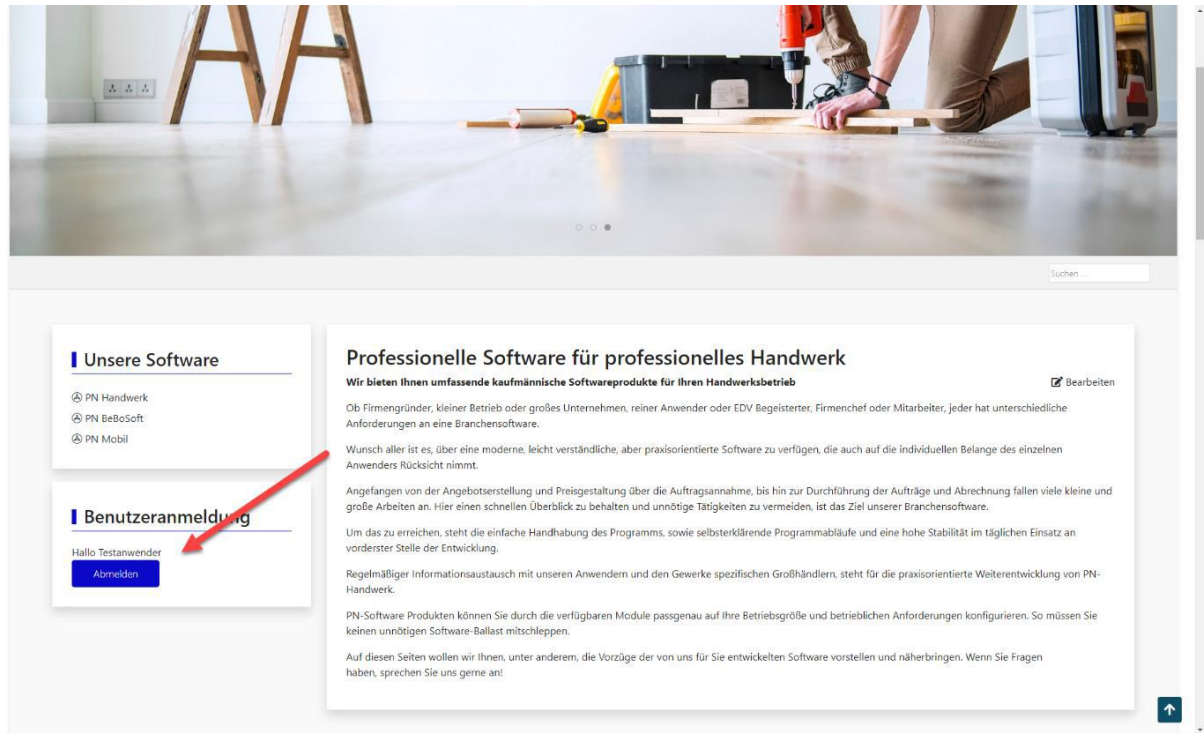 Suchen ...
Unsere Software
PN Handwerk
PN BeBoSoft
PN Mobil
Benutzeranmeldung
Hallo Testanwender
Abmelden
Professionelle Software für professionelles Handwerk
Wir bieten Ihnen umfassende kaufmännische Softwareprodukte für Ihren Handwerksbetrieb
Bearbeiten
Ob Firmengründer, kleiner Betrieb oder großes Unternehmen, reiner Anwender oder EDV Begeisterter, Firmenchef oder Mitarbeiter, jeder hat unterschiedliche
Anforderungen an eine Branchensoftware.
Wunsch aller ist es, über eine moderne, leicht verständliche, aber praxisorientierte Software zu verfügen, die auch auf die individuellen Belange des einzelnen
Anwenders Rücksicht nimmt.
Angefangen von der Angebotserstellung und Preisgestaltung über die Auftragsannahme, bis hin zur Durchführung der Aufträge und Abrechnung fallen viele kleine und
große Arbeiten an. Hier einen schnellen Überblick zu behalten und unnötige Tätigkeiten zu vermeiden, ist das Ziel unserer Branchensoftware.
Um das zu erreichen, steht die einfache Handhabung des Programms, sowie selbsterklärende Programmabläufe und eine hohe Stabilität im täglichen Einsatz an
vorderster Stelle der Entwicklung.
Regelmäßiger Informationsaustausch mit unseren Anwendern und den Gewerke spezifischen Großhändlern, steht für die praxisorientierte Weiterentwicklung von PN-
Handwerk.
PN-Software Produkten können Sie durch die verfügbaren Module passgenau auf Ihre Betriebsgröße und betrieblichen Anforderungen konfigurieren. So müssen Sie
keinen unnötigen Software-Ballast mitschleppen.
Auf diesen Seiten wollen wir Ihnen, unter anderem, die Vorzüge der von uns für Sie entwickelten Software vorstellen und näherbringen. Wenn Sie Fragen
haben, sprechen Sie uns gerne an!